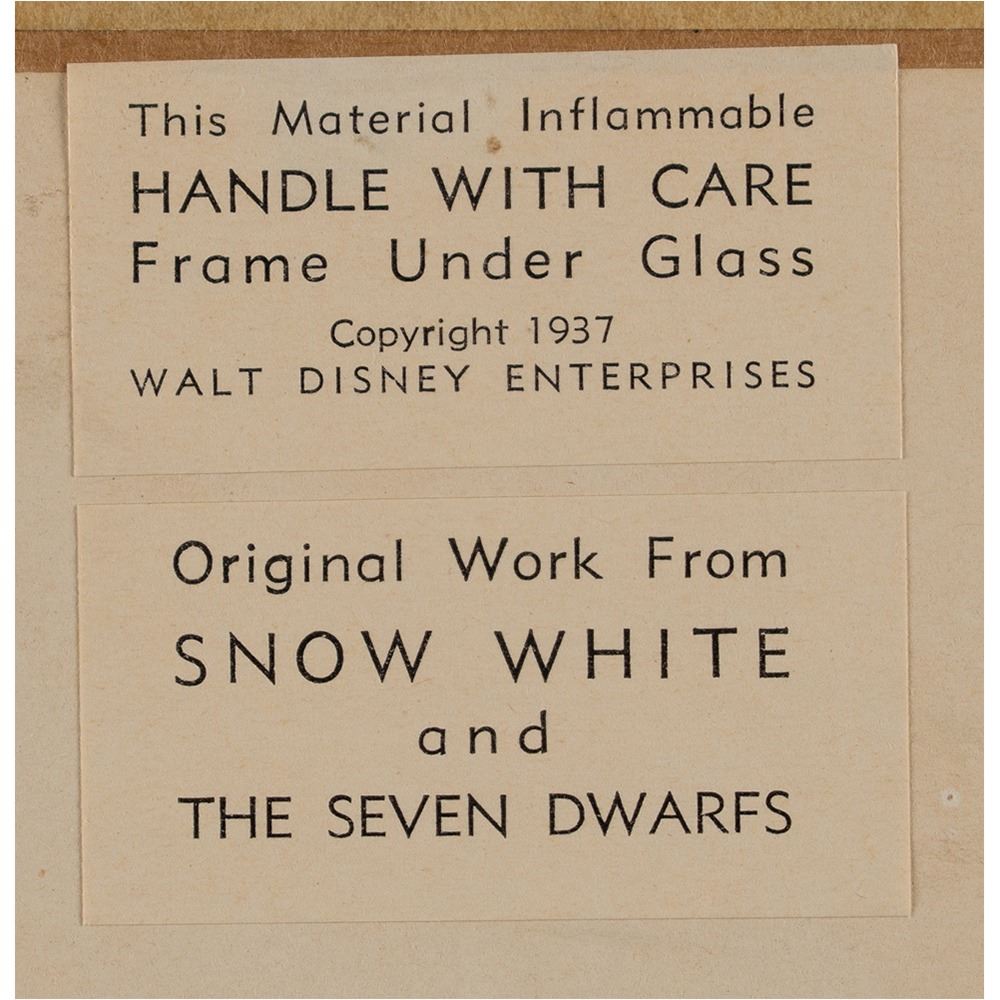 This Material Inflammable
HANDLE WITH CARE
Frame Under Glass
Copyright 1937
WALT DISNEY ENTERPRISES
Original Work From
SNOW WHITE
and
THE SEVEN DWARFS